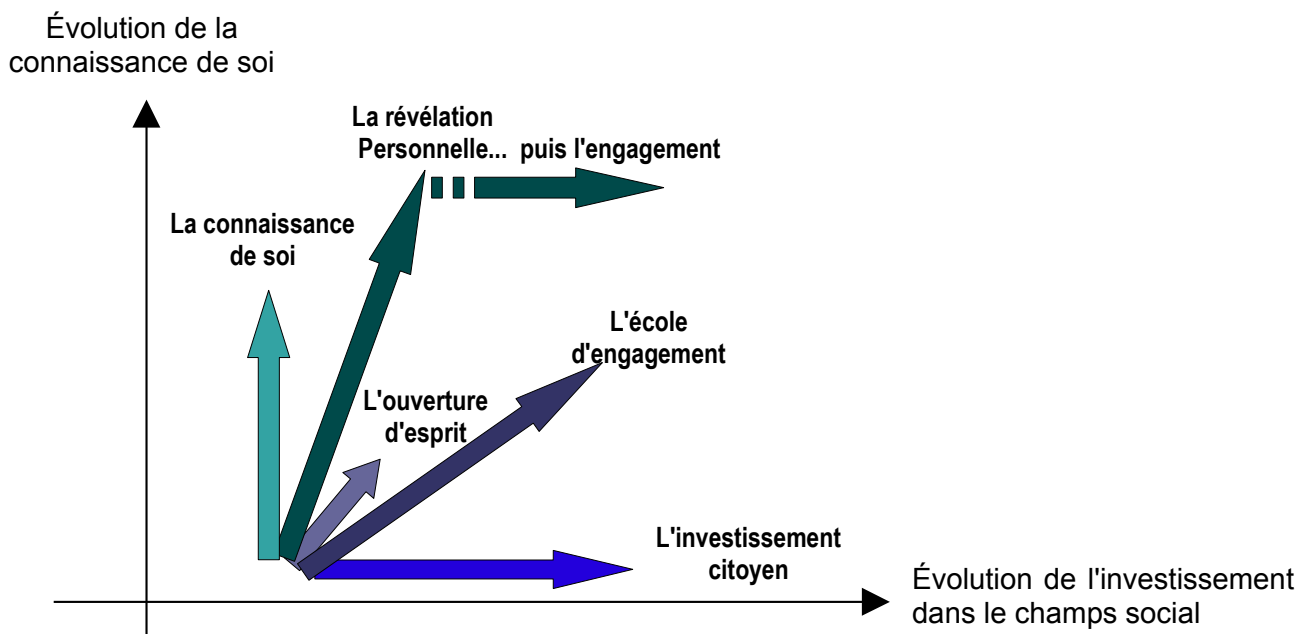 Évolution de la
connaissance de soi
La révélation
Personnelle... puis l'engagement
La connaissance
de soi
L'école
d'engagement
L'ouverture
d'esprit
L'investissement
citoyen
Évolution de l'investissement
dans le champs social